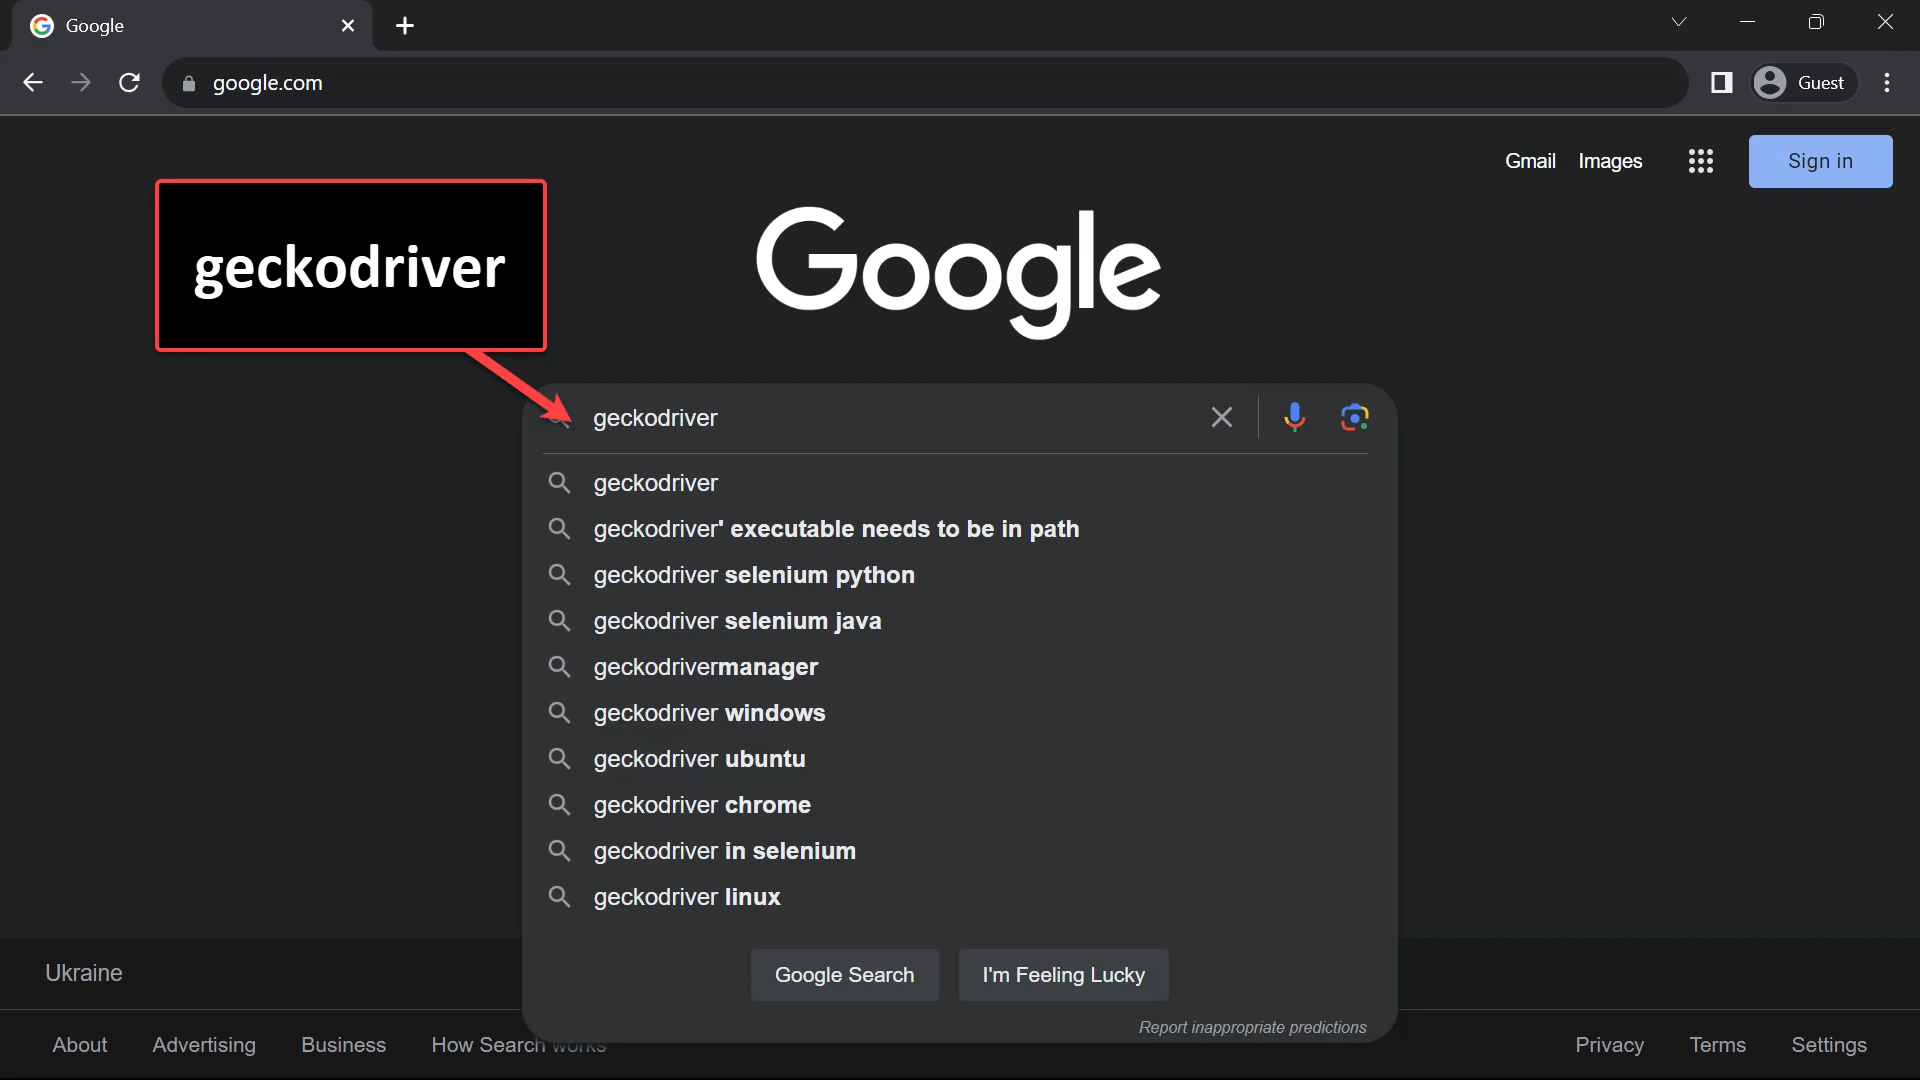 Google
google.com
Guest
Gmail Images
Sign in
geckodriver
Google
geckodriver
geckodriver
geckodriver' executable needs to be in path
geckodriver selenium python
geckodriver selenium java
geckodrivermanager
geckodriver windows
geckodriver ubuntu
geckodriver chrome
geckodriver in selenium
geckodriver linux
Google Search I'm Feeling Lucky
Report inappropriate predictions
Ukraine
About Advertising Business How Search works
Privacy Terms Settings